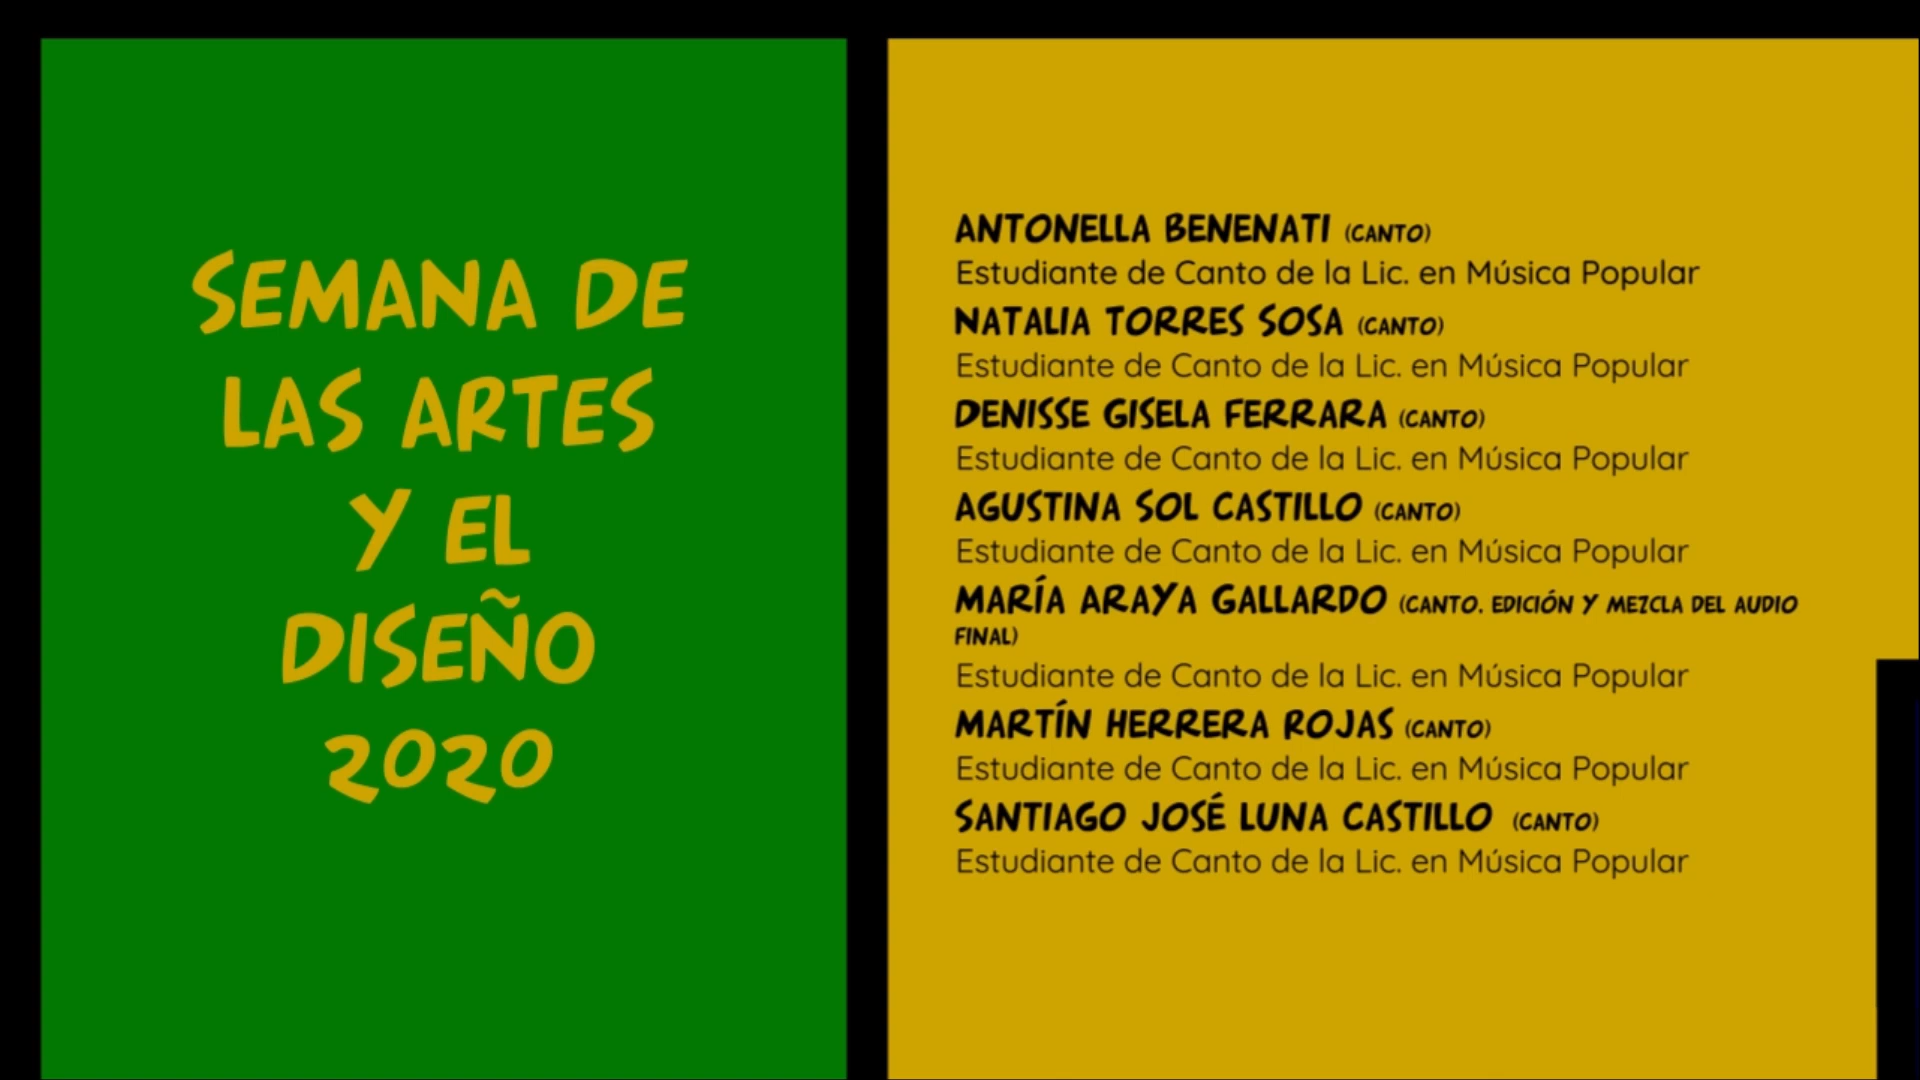 SEMANA DE
LAS ARTES
Y EL
DISEÑO
2020
ANTONELLA BENENATI (CANTO)
Estudiante de Canto de la Lic. en Música Popular
NATALIA TORRES SOSA (CANTO)
Estudiante de Canto de la Lic. en Música Popular
DENISSE GISELA FERRARA (CANTO)
Estudiante de Canto de la Lic. en Música Popular
AGUSTINA SOL CASTILLO (CANTO)
Estudiante de Canto de la Lic. en Música Popular
MARÍA ARAYA GALLARDO (CANTO. EDICIÓN Y MEZCLA DEL AUDIO
FINAL)
Estudiante de Canto de la Lic. en Música Popular
MARTÍN HERRERA ROJAS (CANTO)
Estudiante de Canto de la Lic. en Música Popular
SANTIAGO JOSÉ LUNA CASTILLO (CANTO)
Estudiante de Canto de la Lic. en Música Popular